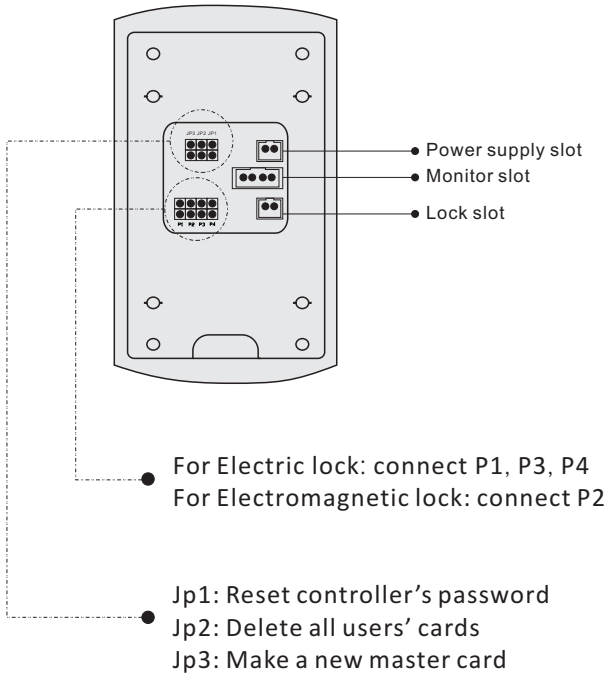 JP3 JP2 JP1
Power supply slot
Monitor slot
Lock slot
P1 P2 P3 P4
For Electric lock: connect P1, P3, P4
For Electromagnetic lock: connect P2
Jp1: Reset controller’s password
Jp2: Delete all users’ cards
Jp3: Make a new master card